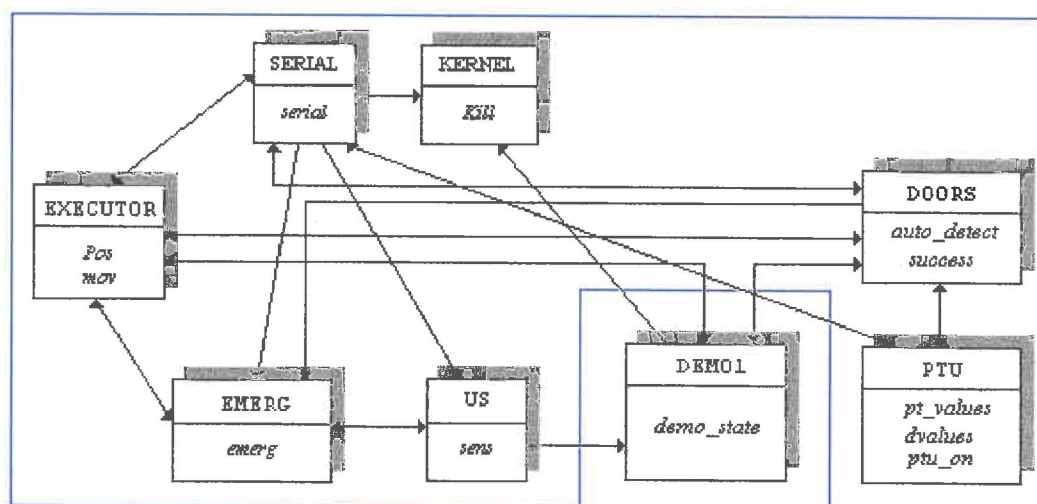 SERIAL
serial
KERNEL
Kill
EXECUTOR
Pos
mov
DOORS
auto_detect
success
EMERG
emerg
US
sens
DEMO1
demo_state
PTU
pt_values
dvalues
ptu_on